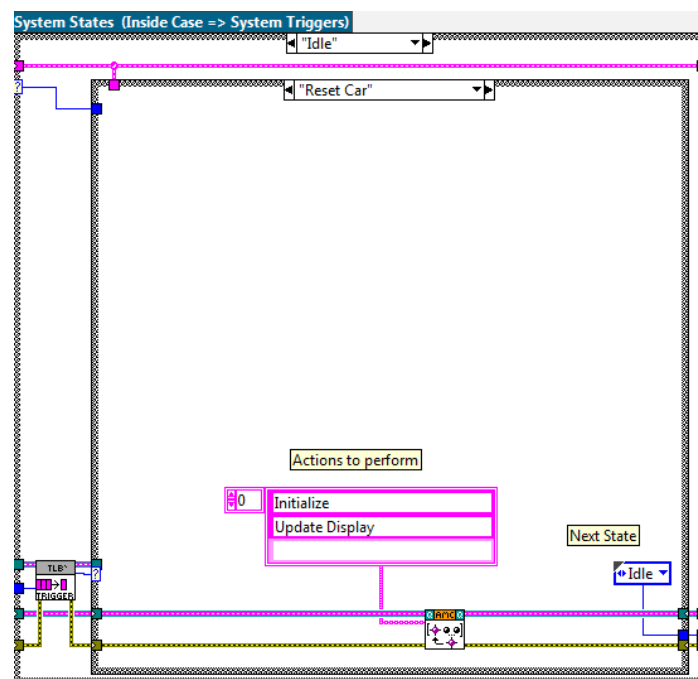 System States (Inside Case => System Triggers)
"Idle"
?
"Reset Car"
Actions to perform
0
Initialize
Update Display
Next State
Idle
TLB
?
TRIGGER
AMC